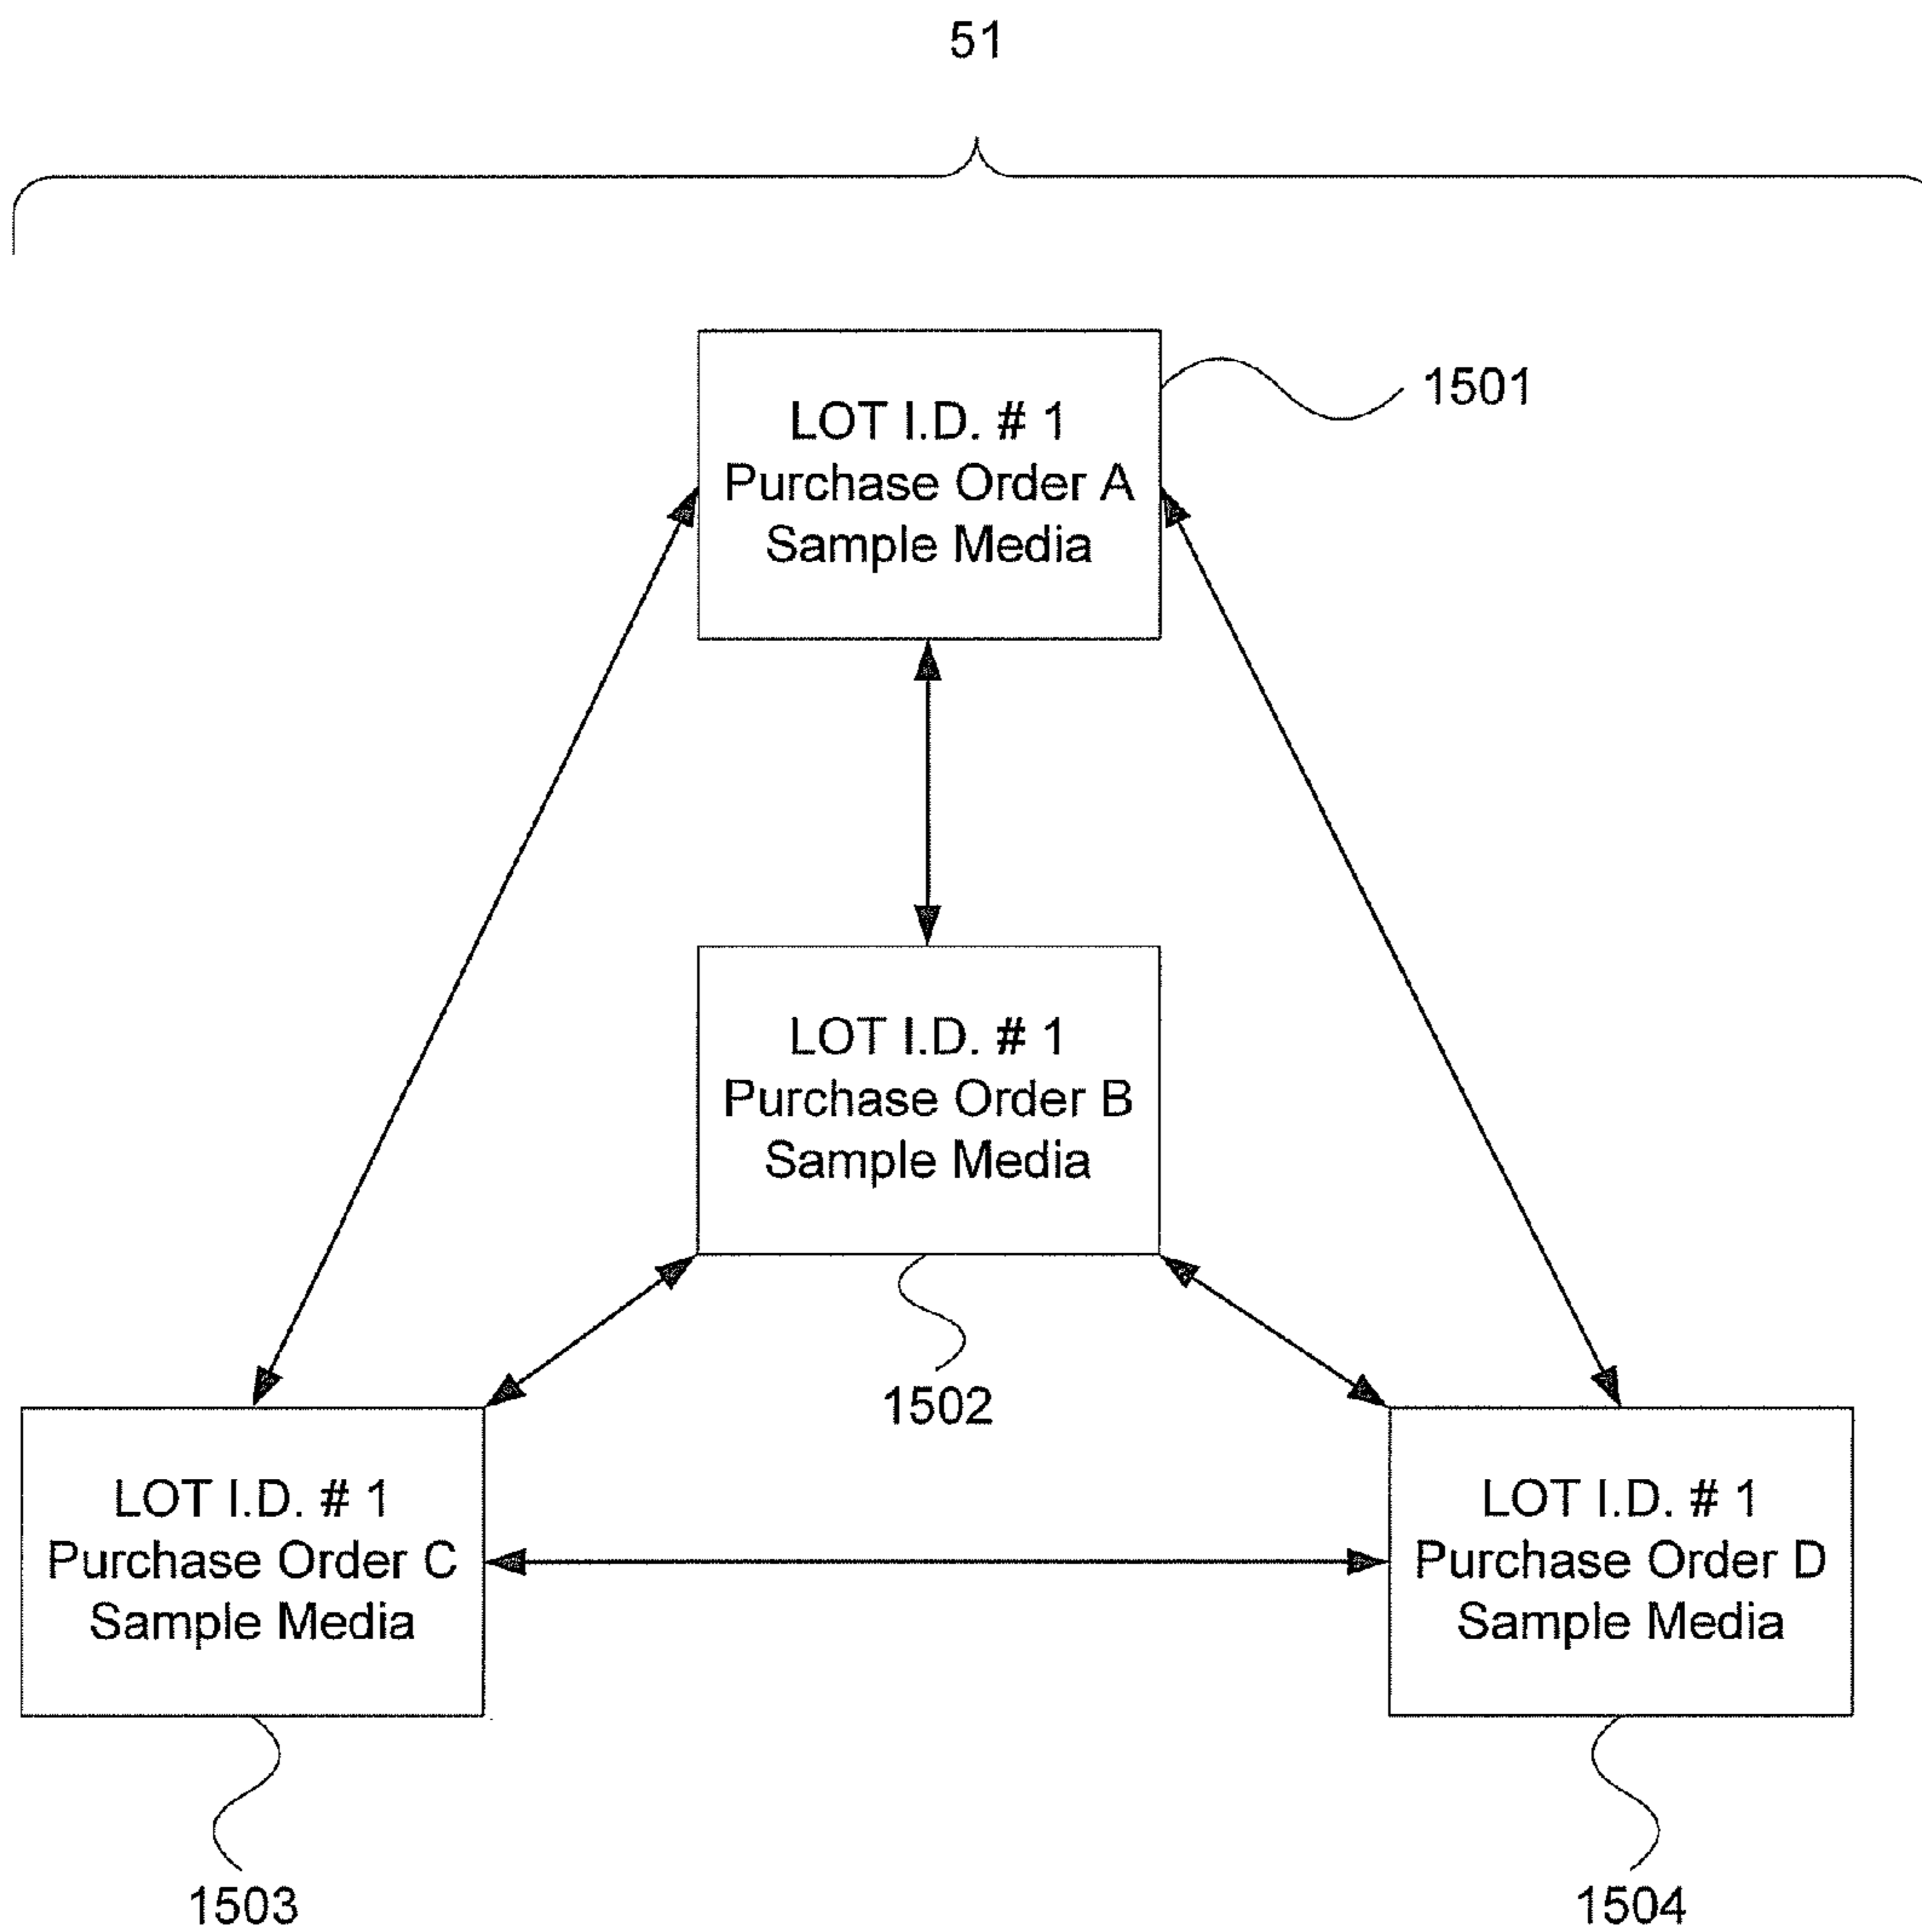 51
LOT I.D. # 1
Purchase Order A
Sample Media
1501
LOT I.D. # 1
Purchase Order B
Sample Media
1502
LOT I.D. # 1
Purchase Order C
Sample Media
1503
LOT I.D. # 1
Purchase Order D
Sample Media
1504